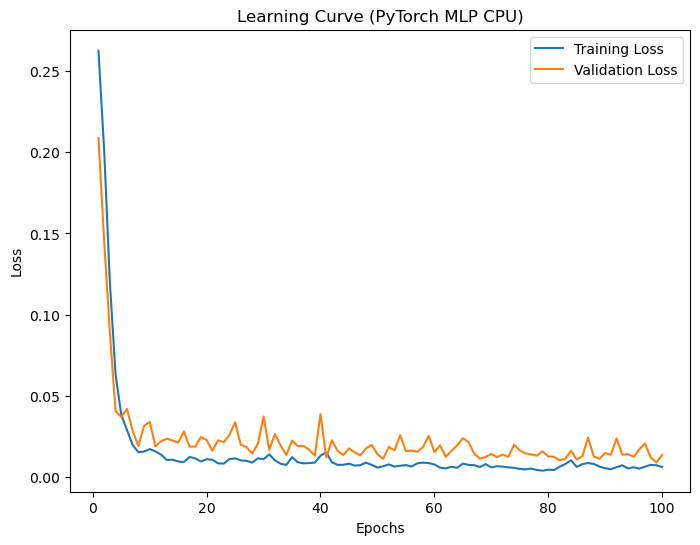 Learning Curve (PyTorch MLP CPU)
Training Loss
Validation Loss
0.25
0.20
0.15
0.10
0.05
0.00
Loss
0 20 40 60 80 100
Epochs